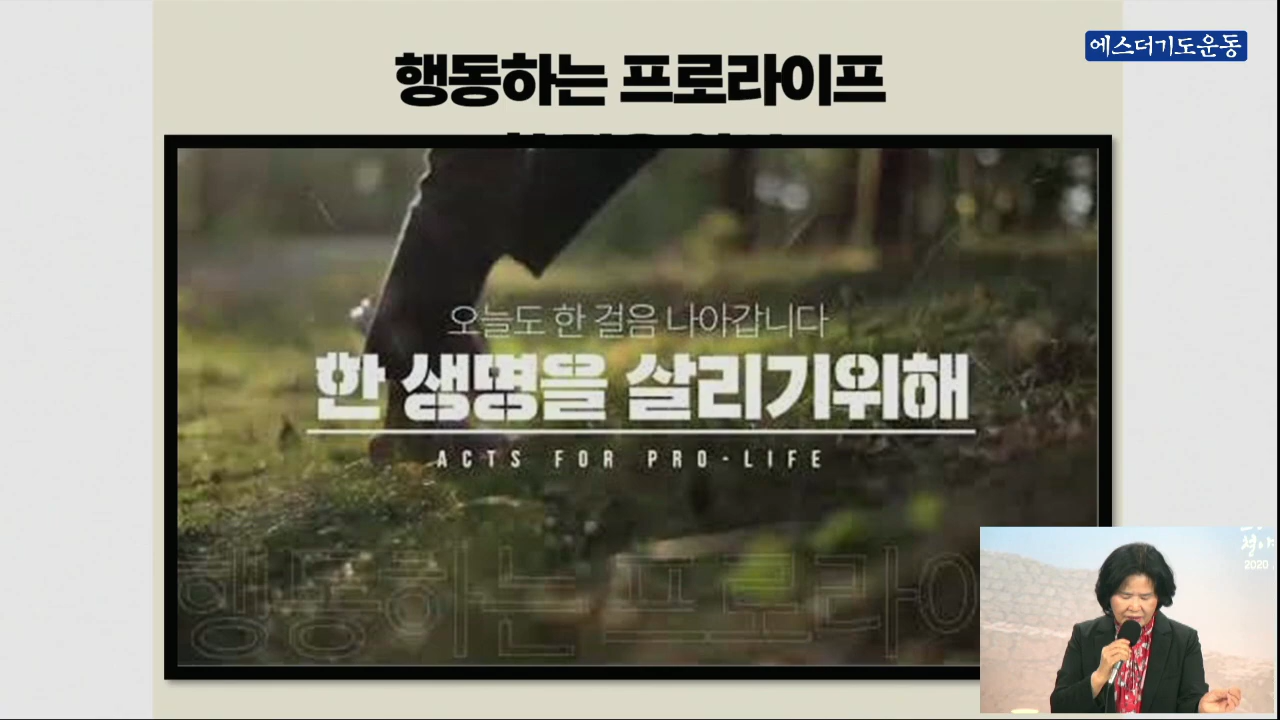 에스더기도운동
행동하는 프로라이프
오늘도 한 걸음 나아갑니다
한 생명을 살리기위해
ACTS FOR PRO-LIFE
행동하는 프로라이
2020